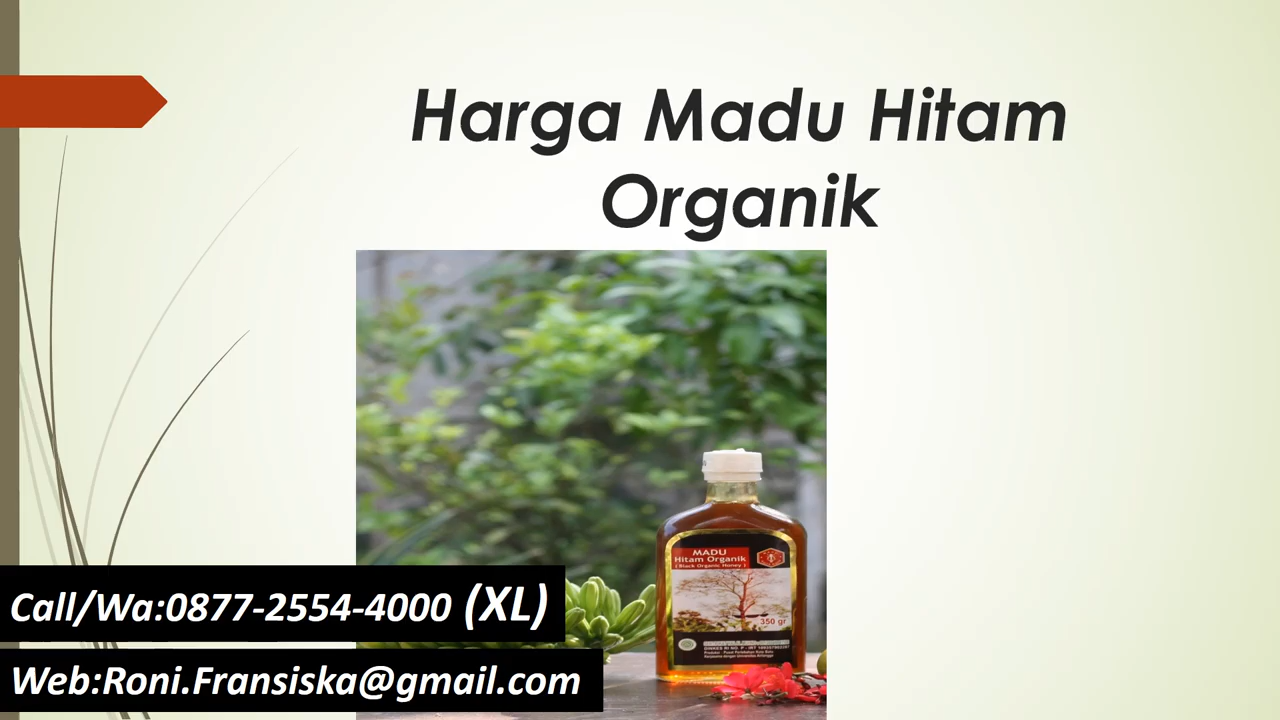 Harga Madu Hitam
Organik
MADU
Hitam Organik
( Black Organic Honey )
350 gr
Call/Wa:0877-2554-4000 (XL)
Web:Roni.Fransiska@gmail.com